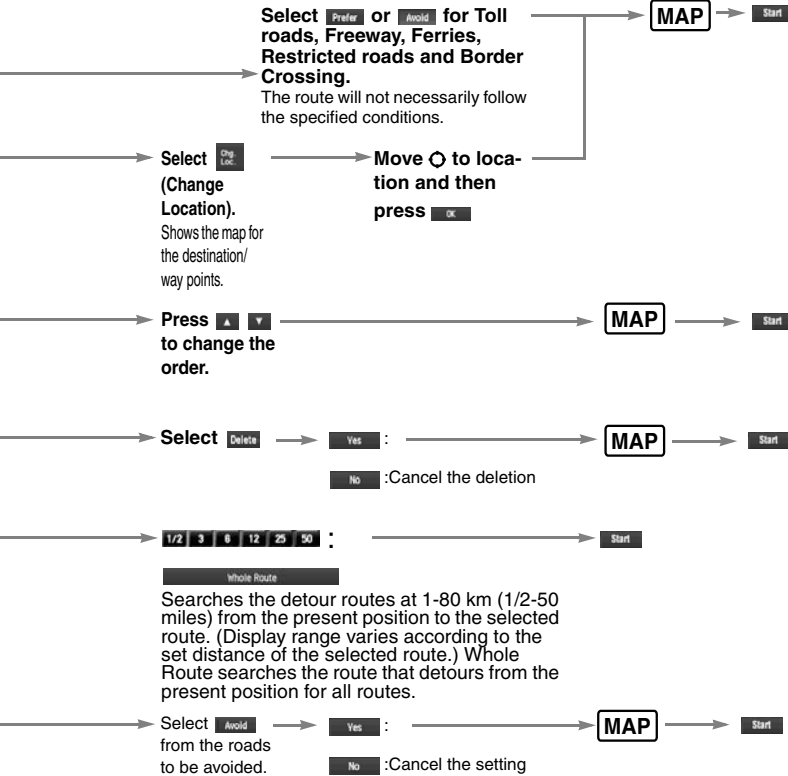 Select Prefer or Avoid for Toll
roads, Freeway, Ferries,
Restricted roads and Border
Crossing.
The route will not necessarily follow
the specified conditions.
MAP Start
Select Chg. Loc.
(Change
Location).
Shows the map for
the destination/
way points.
Move to loca-
tion and then
press OK
Press ▲ ▼
to change the
order.
MAP Start
Select Delete Yes : MAP Start
No :Cancel the deletion
1/2 3 6 12 25 50 : Start
Whole Route
Searches the detour routes at 1-80 km (1/2-50
miles) from the present position to the selected
route. (Display range varies according to the
set distance of the selected route.) Whole
Route searches the route that detours from the
present position for all routes.
Select Avoid
from the roads
to be avoided.
Yes : MAP Start
No :Cancel the setting